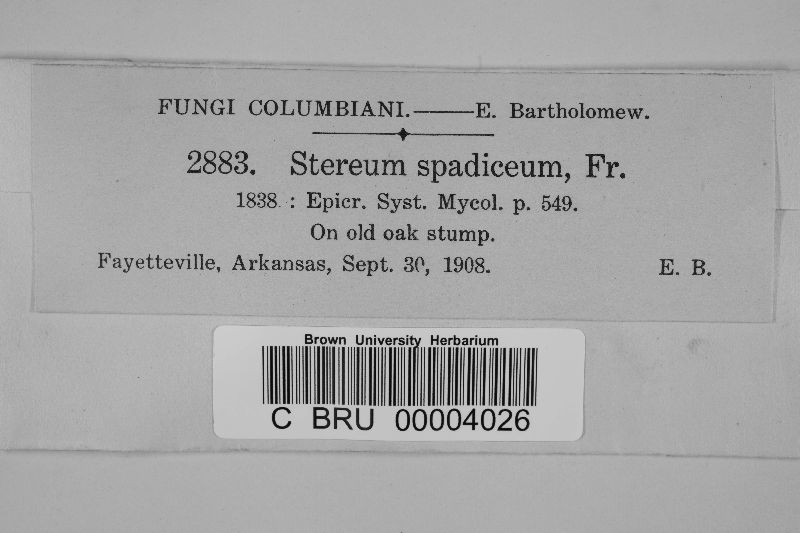 FUNGI COLUMBIANI.——E. Bartholomew.
2883. Stereum spadiceum, Fr.
1838 : Epicr. Syst. Mycol. p. 549.
On old oak stump.
Fayetteville, Arkansas, Sept. 30, 1908. E. B.
Brown University Herbarium
C BRU 00004026